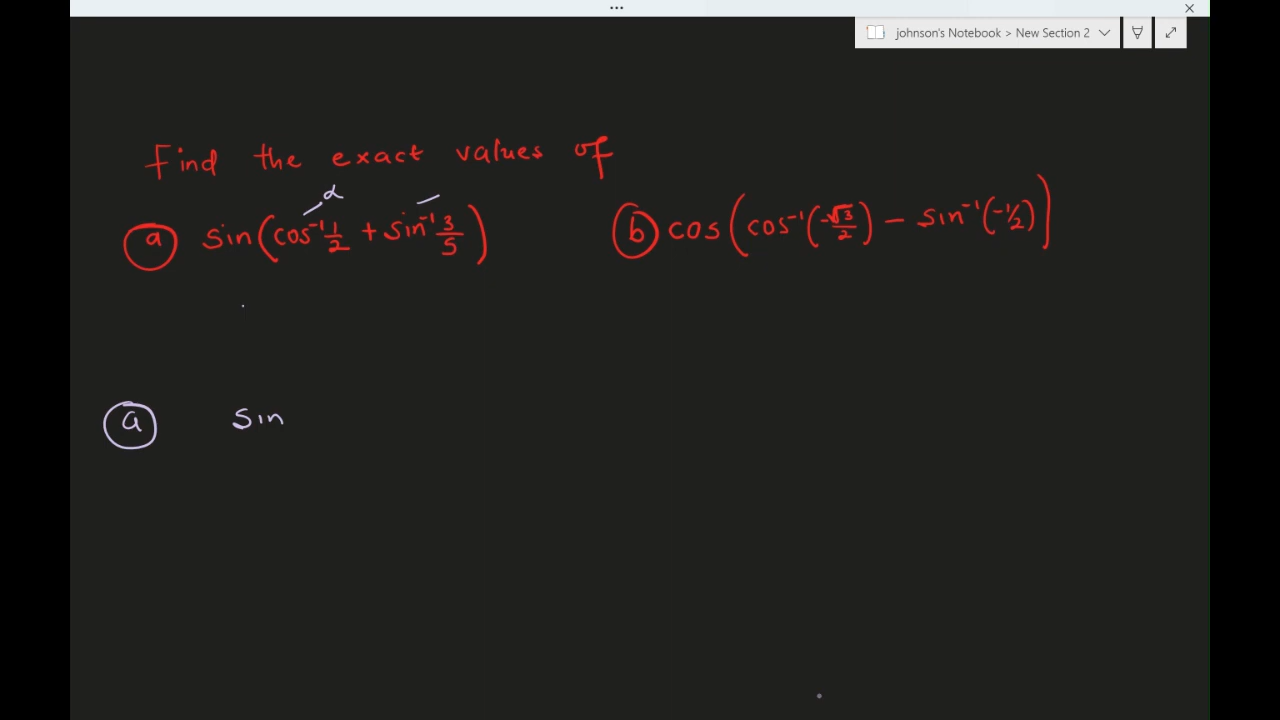 johnson's Notebook > New Section 2
Find the exact values of
α
(a) sin(cos⁻¹ 1/2 + sin⁻¹ 3/5)
(b) cos(cos⁻¹(-√3/2) - sin⁻¹(-1/2))
(a) Sin